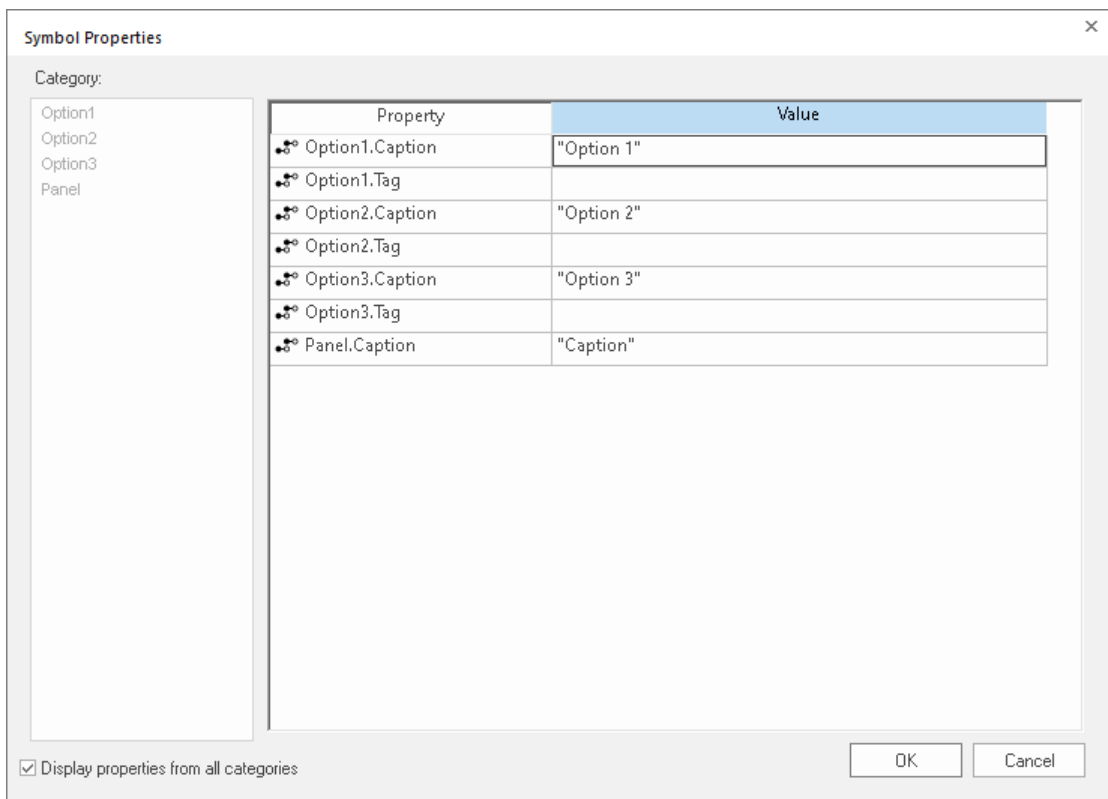 Symbol Properties
Category:
Option1
Option2
Option3
Panel
Property Value
Option1.Caption "Option 1"
Option1.Tag
Option2.Caption "Option 2"
Option2.Tag
Option3.Caption "Option 3"
Option3.Tag
Panel.Caption "Caption"
Display properties from all categories
OK Cancel